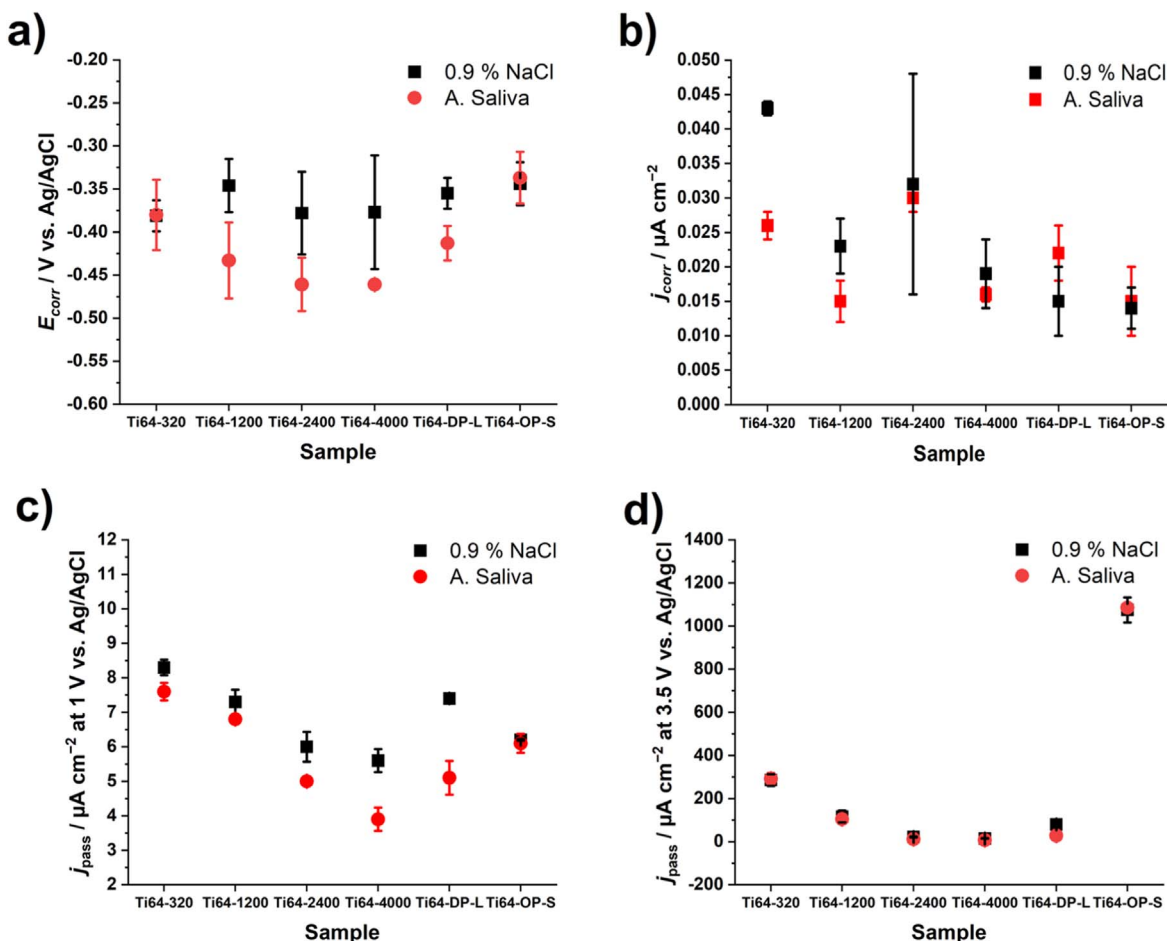 a)
E_corr / V vs. Ag/AgCl
-0.20
-0.25
-0.30
-0.35
-0.40
-0.45
-0.50
-0.55
-0.60
0.9 % NaCl
A. Saliva
Ti64-320 Ti64-1200 Ti64-2400 Ti64-4000 Ti64-DP-L Ti64-OP-S
Sample
b)
j_corr / µA cm⁻²
0.050
0.045
0.040
0.035
0.030
0.025
0.020
0.015
0.010
0.005
0.000
0.9 % NaCl
A. Saliva
Ti64-320 Ti64-1200 Ti64-2400 Ti64-4000 Ti64-DP-L Ti64-OP-S
Sample
c)
j_pass / µA cm⁻² at 1 V vs. Ag/AgCl
12
11
10
9
8
7
6
5
4
3
2
0.9 % NaCl
A. Saliva
Ti64-320 Ti64-1200 Ti64-2400 Ti64-4000 Ti64-DP-L Ti64-OP-S
Sample
d)
j_pass / µA cm⁻² at 3.5 V vs. Ag/AgCl
1400
1200
1000
800
600
400
200
0
-200
0.9 % NaCl
A. Saliva
Ti64-320 Ti64-1200 Ti64-2400 Ti64-4000 Ti64-DP-L Ti64-OP-S
Sample